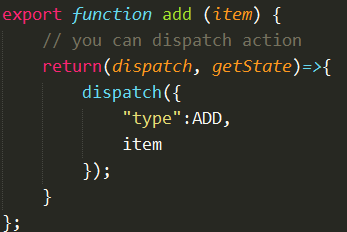 export function add (item) {
// you can dispatch action
return(dispatch, getState)=>{
dispatch({
"type":ADD,
item
});
}
};